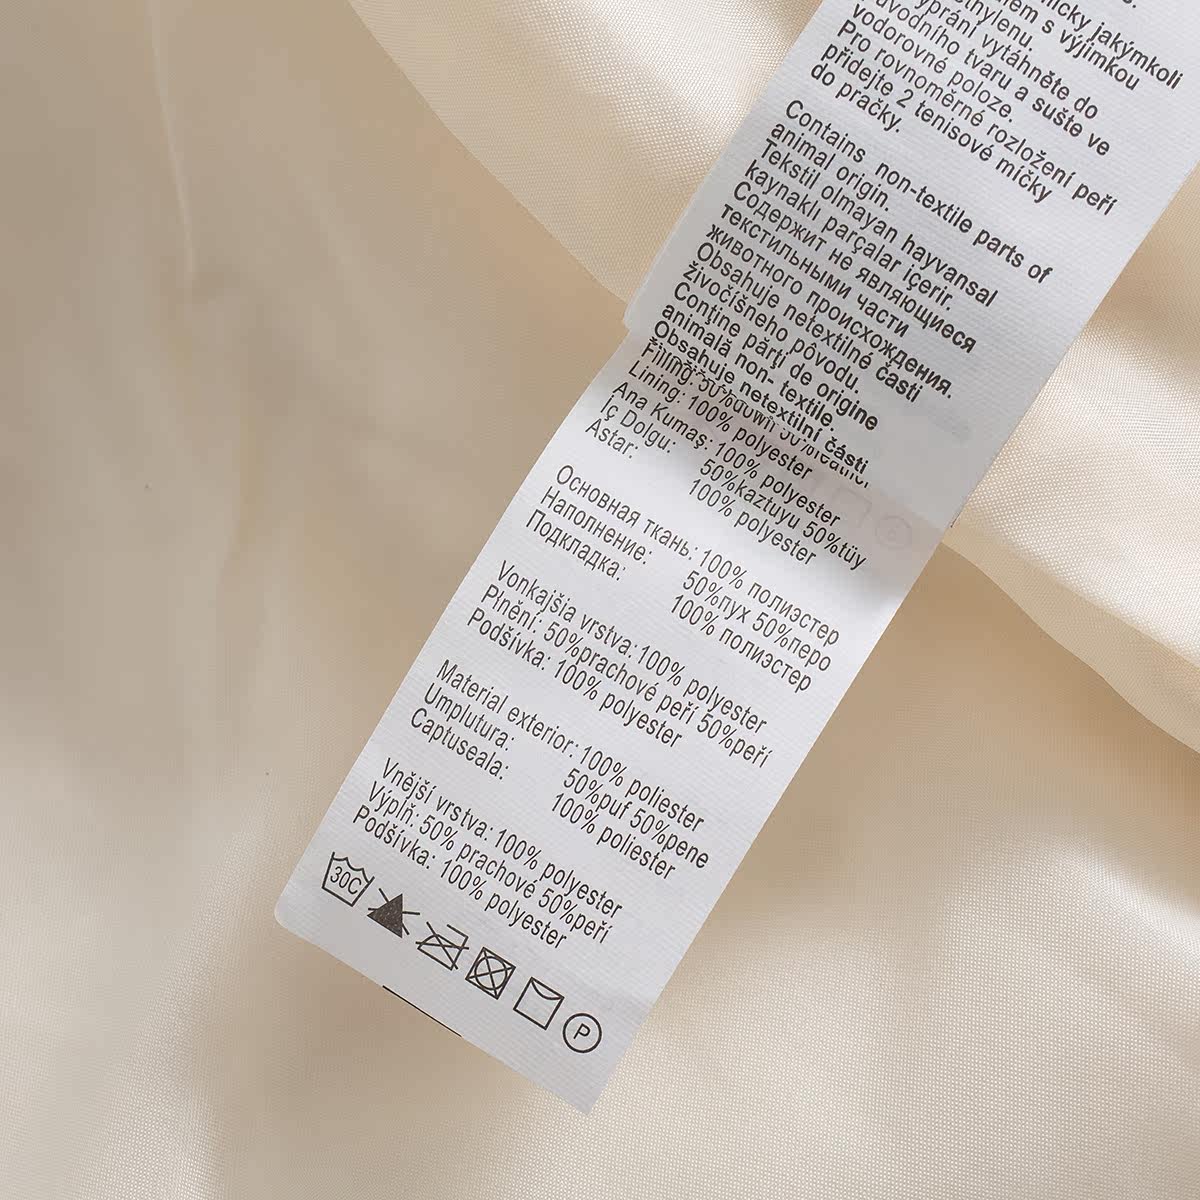 nicky jakýmkoli
ethylenu.
něm s výjimkou
vyprání vytáhněte do
původního tvaru a sušte ve
vodorovné poloze.
Pro rovnoměrné rozložení peří
přidejte 2 tenisové míčky
do pračky.
Contains non-textile parts of
animal origin.
Tekstil olmayan hayvansal
kaynaklı parçalar içerir.
Содержит не являющиеся
текстильными части
животного происхождения.
Obsahuje netextilné časti
živočíšneho pôvodu.
Conține părți de origine
animală non- textile.
Obsahuje netextilní části
Filling:
Lining: 100% polyester
Ana Kumaş: 100% polyester
İç Dolgu: 50%kaztuyu 50%tüy
Astar: 100% polyester
Основная ткань: 100% полиэстер
Наполнение: 50%пух 50%перо
Подкладка: 100% полиэстер
Vonkajšia vrstva: 100% polyester
Plnění: 50%prachové peří 50%peří
Podšívka: 100% polyester
Material exterior: 100% poliester
Umplutura: 50%puf 50%pene
Captuseala: 100% poliester
Vnější vrstva: 100% polyester
Výplň: 50% prachové 50%peří
Podšívka: 100% polyester
30C
P